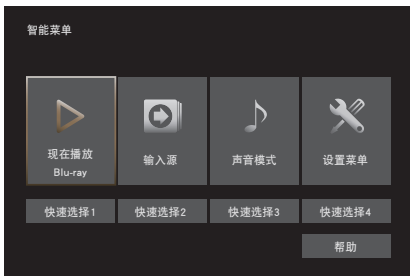 智能菜单
现在播放
Blu-ray
输入源
声音模式
设置菜单
快速选择1
快速选择2
快速选择3
快速选择4
帮助